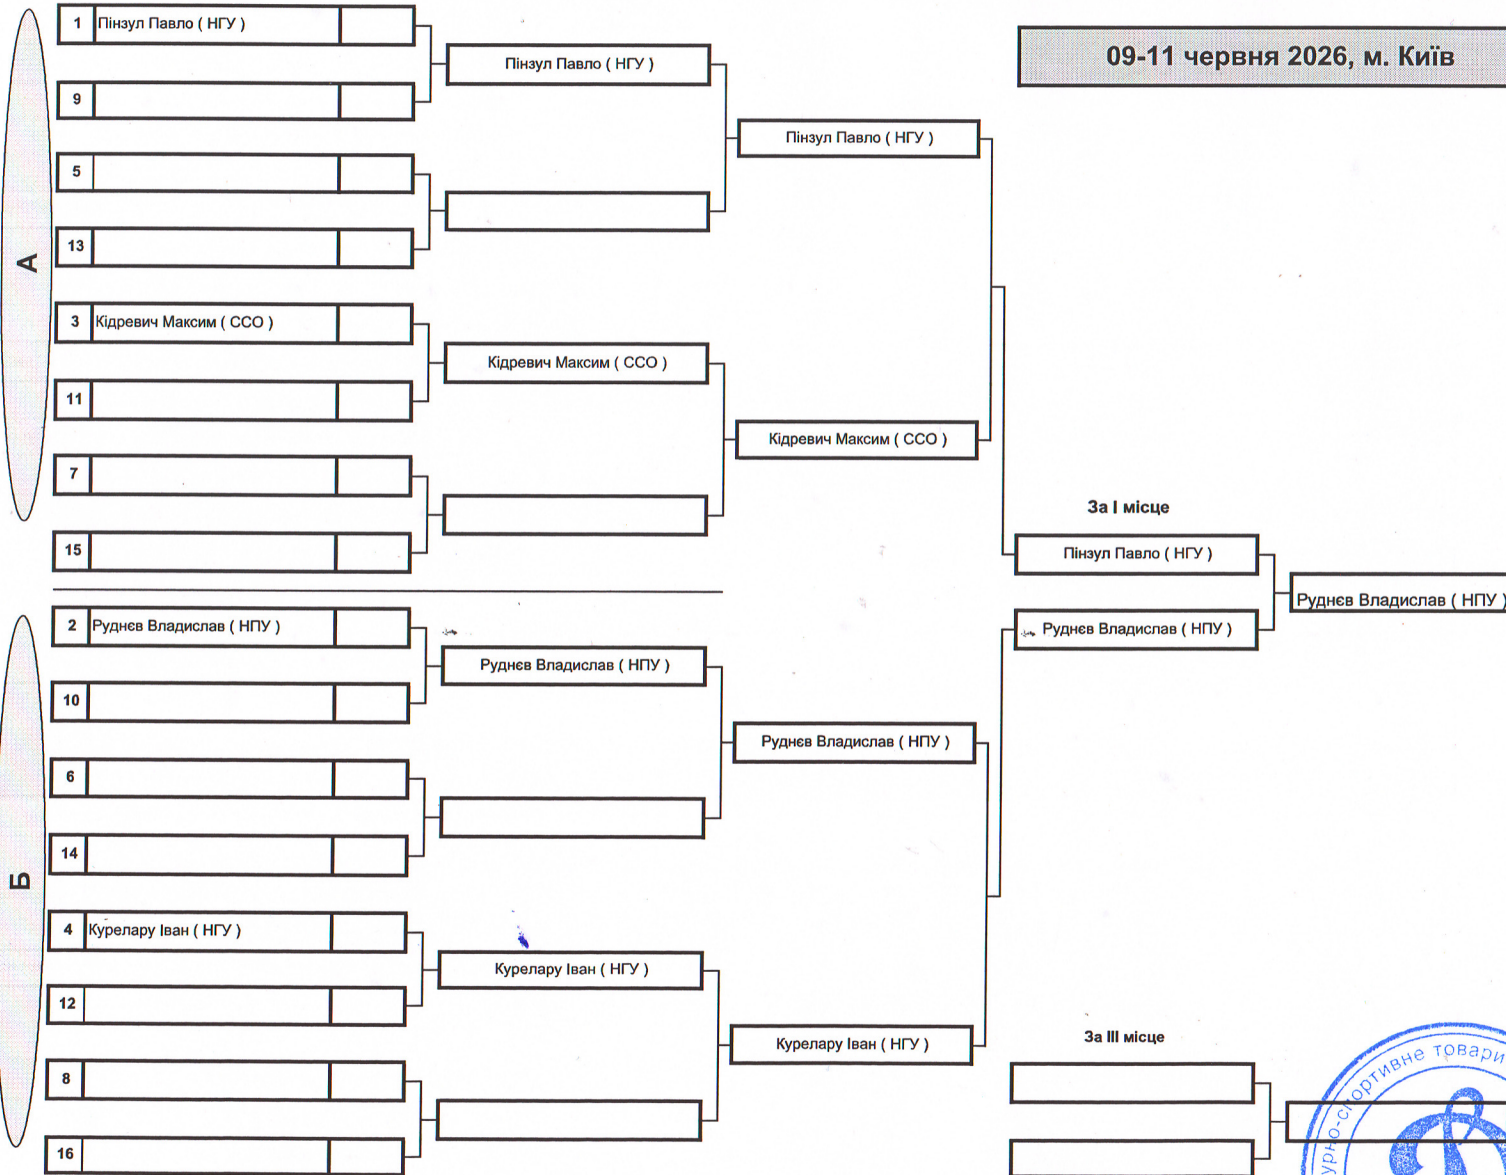 09-11 червня 2026, м. Київ
А
1 Пінзул Павло ( НГУ )
9
5
13
3 Кідревич Максим ( ССО )
11
7
15
Пінзул Павло ( НГУ )
Кідревич Максим ( ССО )
Пінзул Павло ( НГУ )
Кідревич Максим ( ССО )
Б
2 Руднєв Владислав ( НПУ )
10
6
14
4 Курелару Іван ( НГУ )
12
8
16
Руднєв Владислав ( НПУ )
Курелару Іван ( НГУ )
Руднєв Владислав ( НПУ )
Курелару Іван ( НГУ )
За І місце
Пінзул Павло ( НГУ )
Руднєв Владислав ( НПУ )
Руднєв Владислав ( НПУ )
За ІІІ місце